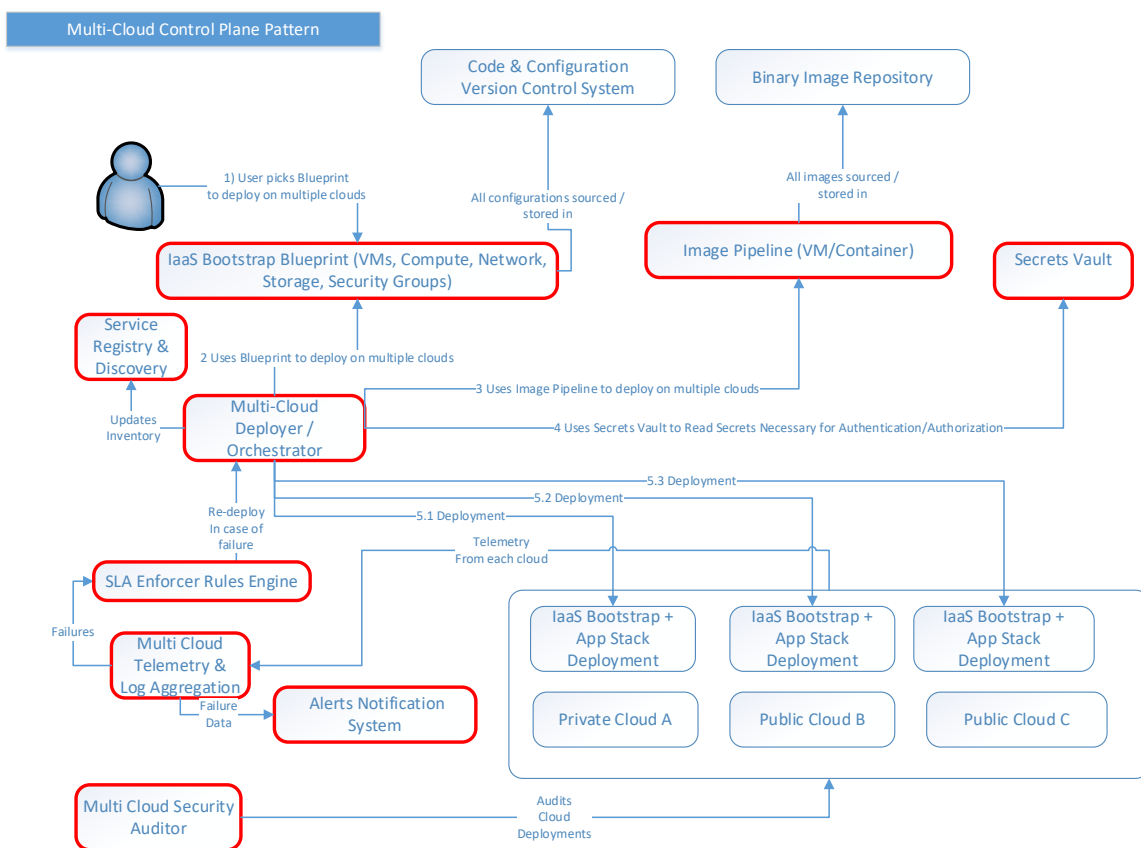 Multi-Cloud Control Plane Pattern
Code & Configuration
Version Control System
Binary Image Repository
1) User picks Blueprint
to deploy on multiple clouds
All configurations sourced /
stored in
All images sourced /
stored in
IaaS Bootstrap Blueprint (VMs, Compute, Network,
Storage, Security Groups)
Image Pipeline (VM/Container)
Secrets Vault
Service
Registry &
Discovery
2 Uses Blueprint to deploy on multiple clouds
3 Uses Image Pipeline to deploy on multiple clouds
Updates
Inventory
Multi-Cloud
Deployer /
Orchestrator
4 Uses Secrets Vault to Read Secrets Necessary for Authentication/Authorization
5.3 Deployment
5.2 Deployment
5.1 Deployment
Re-deploy
In case of
failure
Telemetry
From each cloud
SLA Enforcer Rules Engine
Failures
Multi Cloud
Telemetry &
Log Aggregation
Failure
Data
Alerts Notification
System
IaaS Bootstrap +
App Stack
Deployment
IaaS Bootstrap +
App Stack
Deployment
IaaS Bootstrap +
App Stack
Deployment
Private Cloud A
Public Cloud B
Public Cloud C
Multi Cloud Security
Auditor
Audits
Cloud
Deployments